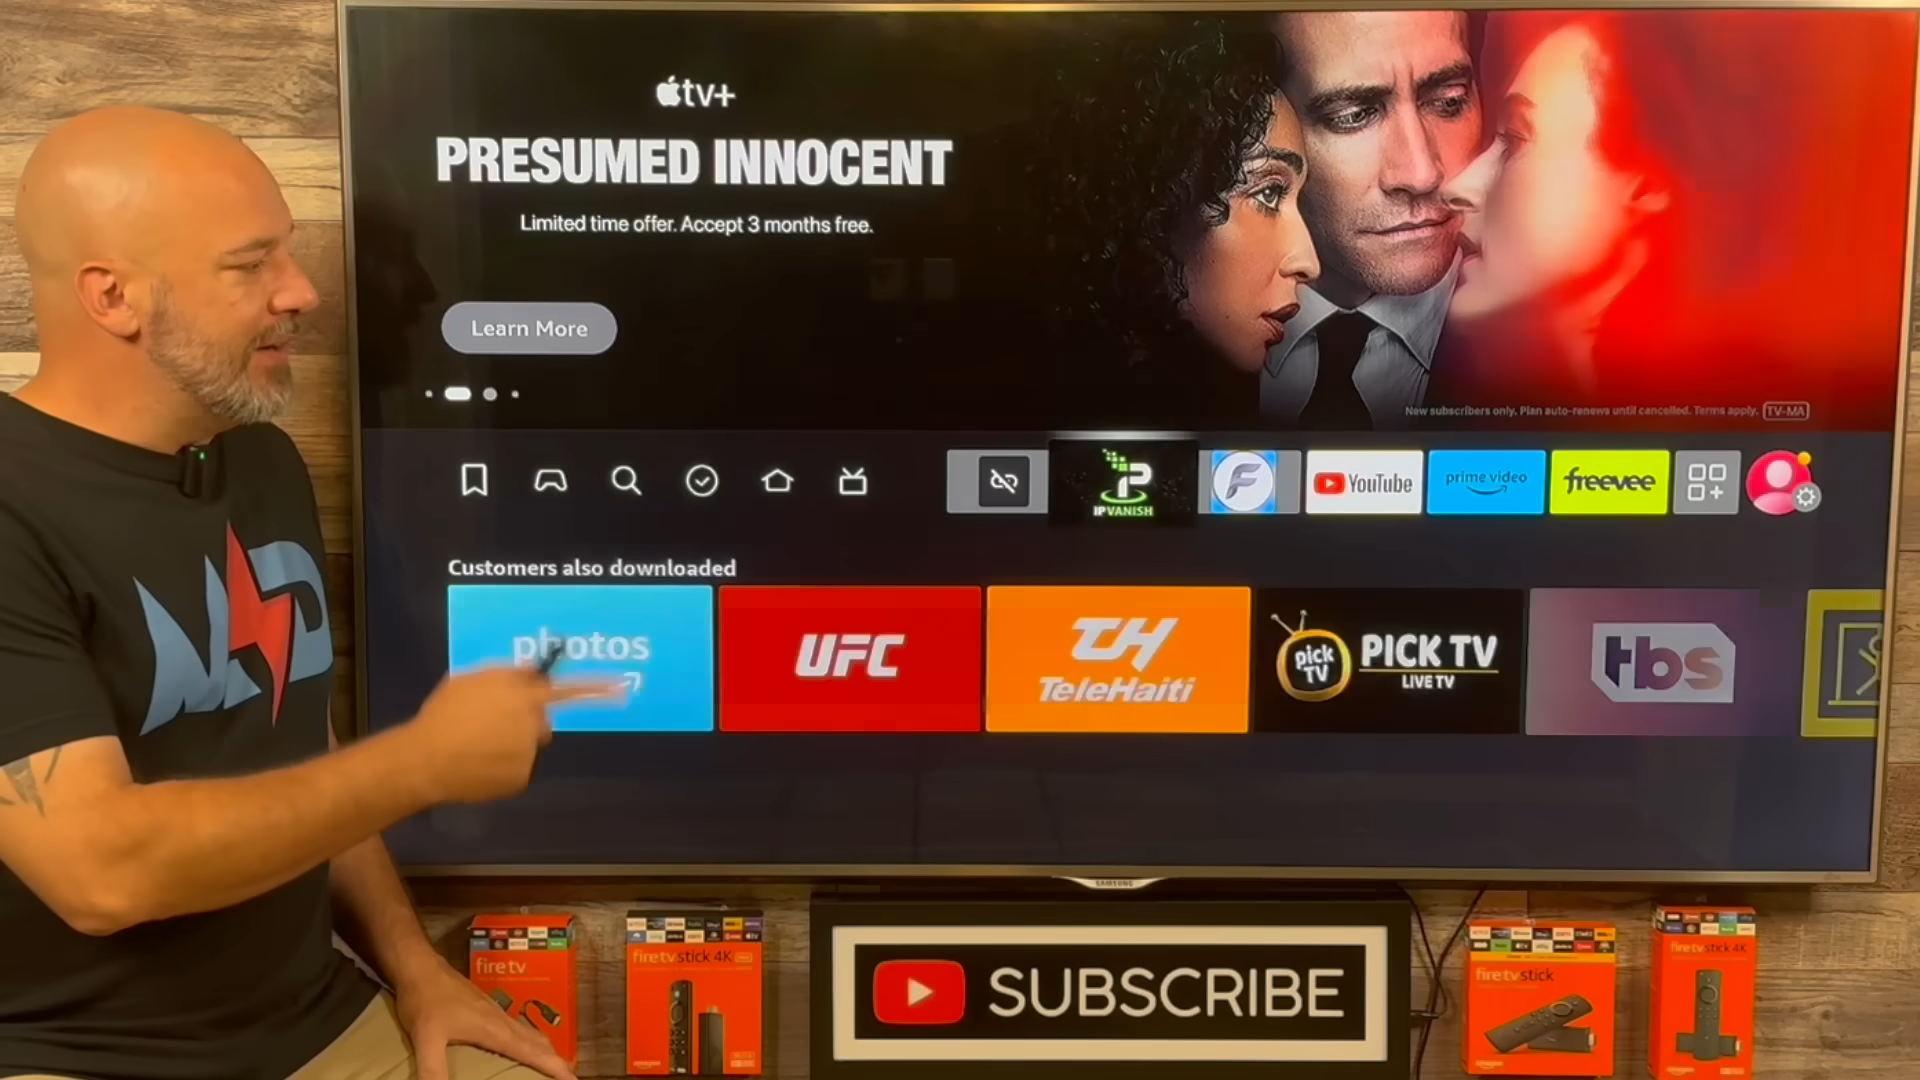 tv+
PRESUMED INNOCENT
Limited time offer. Accept 3 months free.
Learn More
New subscribers only. Plan auto-renews until cancelled. Terms apply. TV-MA
IPVANISH
F
YouTube
prime video
freevee
Customers also downloaded
photos
UFC
TH
TeleHaiti
pick
TV
PICK TV
LIVE TV
tbs
SAMSUNG
fire tv
fire tv stick 4K
SUBSCRIBE
fire tv stick
fire tv stick 4K